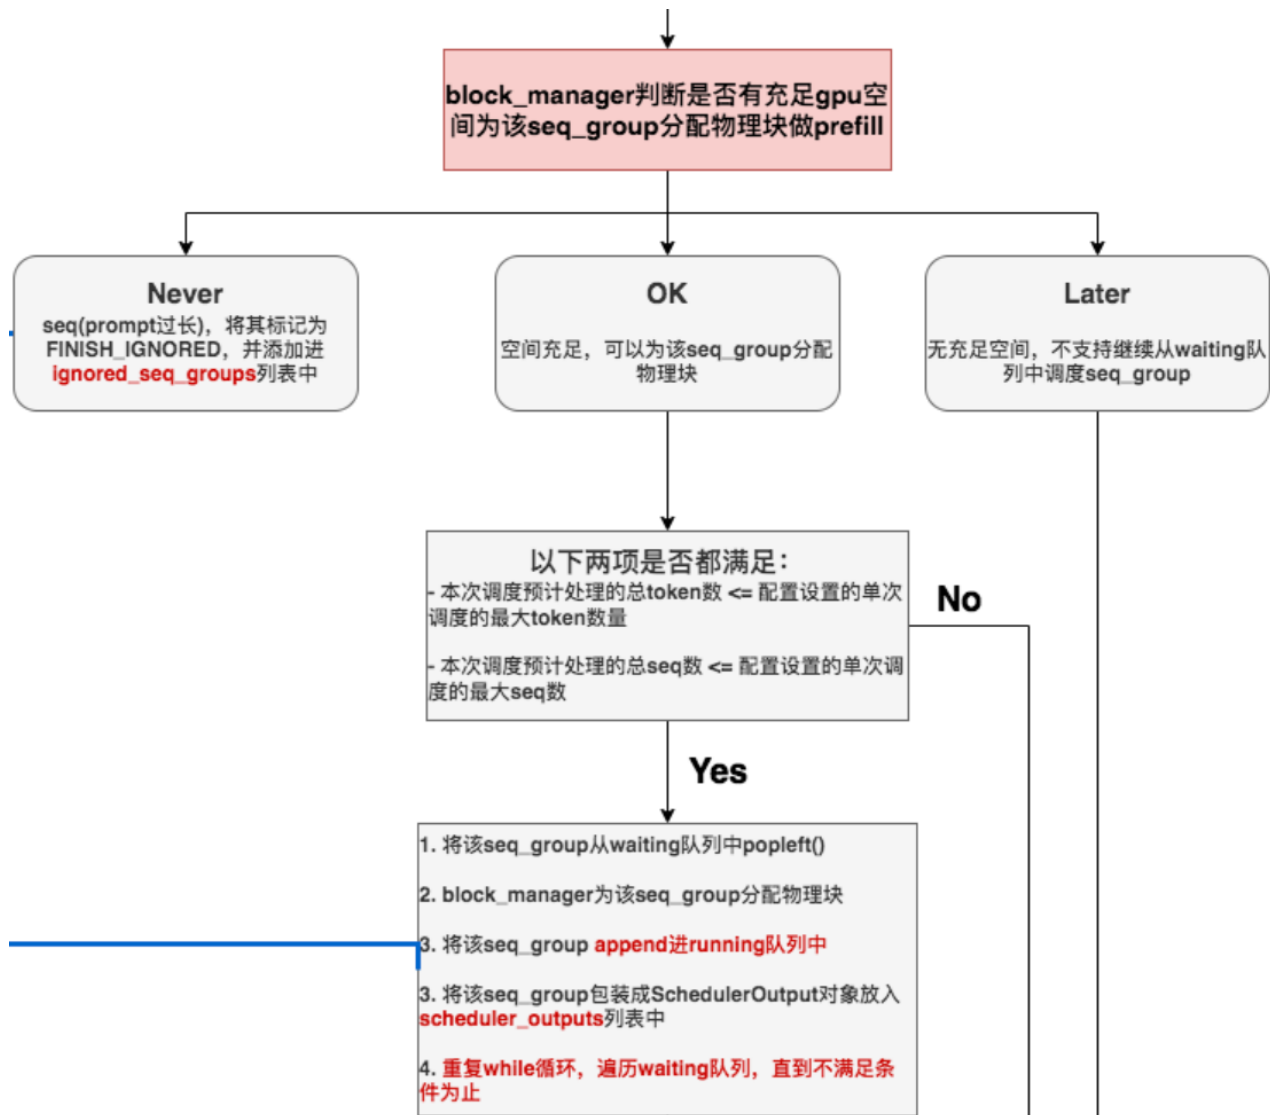 block_manager判断是否有充足gpu空
间为该seq_group分配物理块做prefill
Never
seq(prompt过长)，将其标记为
FINISH_IGNORED，并添加进
ignored_seq_groups列表中
OK
空间充足，可以为该seq_group分配
物理块
Later
无充足空间，不支持继续从waiting队
列中调度seq_group
以下两项是否都满足：
- 本次调度预计处理的总token数 <= 配置设置的单次
调度的最大token数量
- 本次调度预计处理的总seq数 <= 配置设置的单次调
度的最大seq数
No
Yes
1. 将该seq_group从waiting队列中popleft()
2. block_manager为该seq_group分配物理块
3. 将该seq_group append进running队列中
3. 将该seq_group包装成SchedulerOutput对象放入
scheduler_outputs列表中
4. 重复while循环，遍历waiting队列，直到不满足条
件为止